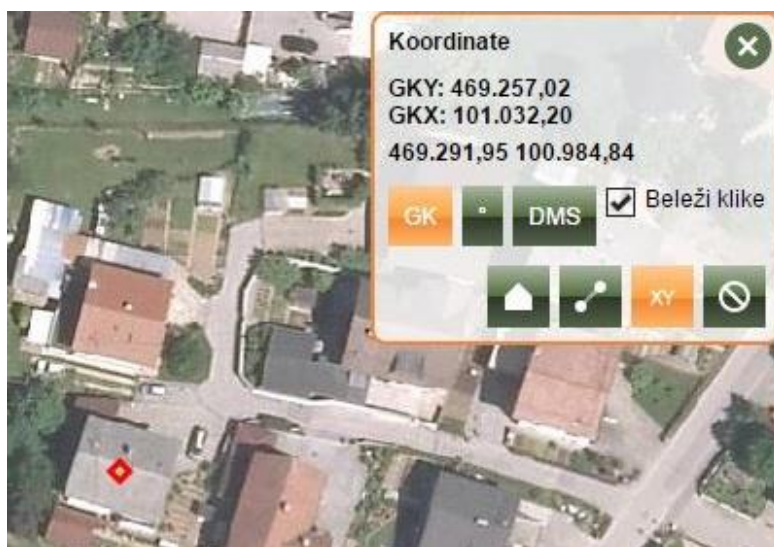 Koordinate
GKY: 469.257,02
GKX: 101.032,20
469.291,95 100.984,84
GK ° DMS Beleži klike
XY